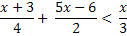 (x + 3)/4 + (5x − 6)/2 < x/3